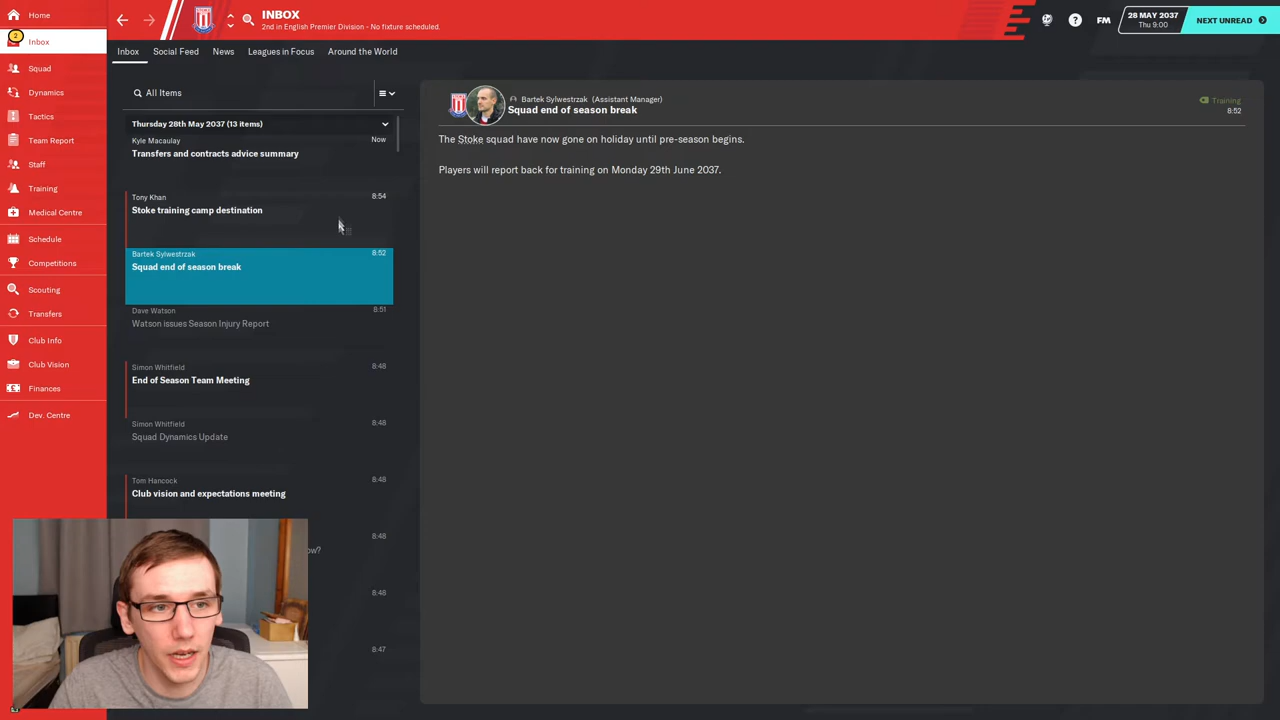 Home
2
Inbox
Squad
Dynamics
Tactics
Team Report
Staff
Training
Medical Centre
Schedule
Competitions
Scouting
Transfers
Club Info
Club Vision
Finances
Dev. Centre
INBOX
2nd in English Premier Division - No fixture scheduled.
FM
28 MAY 2037
Thu 9:00
NEXT UNREAD
Inbox
Social Feed
News
Leagues in Focus
Around the World
All Items
Thursday 28th May 2037 (13 items)
Kyle Macaulay
Now
Transfers and contracts advice summary
Tony Khan
8:54
Stoke training camp destination
Bartek Sylwestrzak
8:52
Squad end of season break
Dave Watson
8:51
Watson issues Season Injury Report
Simon Whitfield
8:48
End of Season Team Meeting
Simon Whitfield
8:48
Squad Dynamics Update
Tom Hancock
8:48
Club vision and expectations meeting
8:48
8:48
8:47
Bartek Sylwestrzak (Assistant Manager)
Squad end of season break
Training
8:52
The Stoke squad have now gone on holiday until pre-season begins.
Players will report back for training on Monday 29th June 2037.